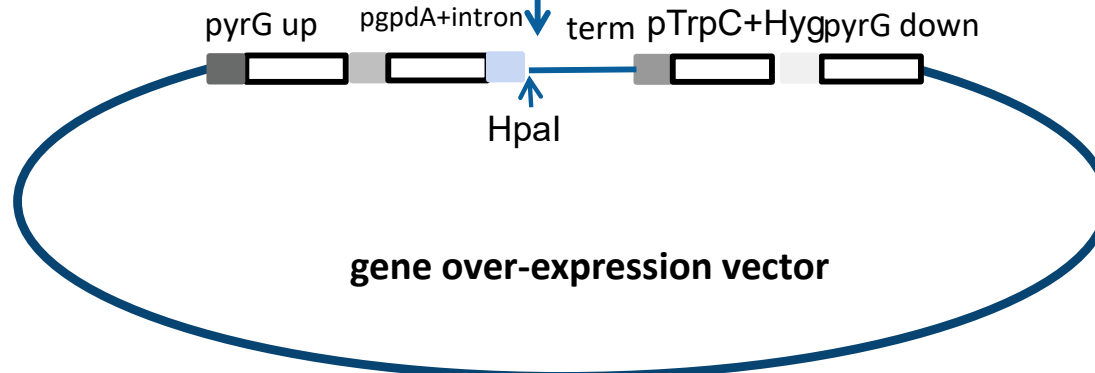 pyrG up pgpdA+intron term pTrpC+Hyg pyrG down
HpaI
gene over-expression vector